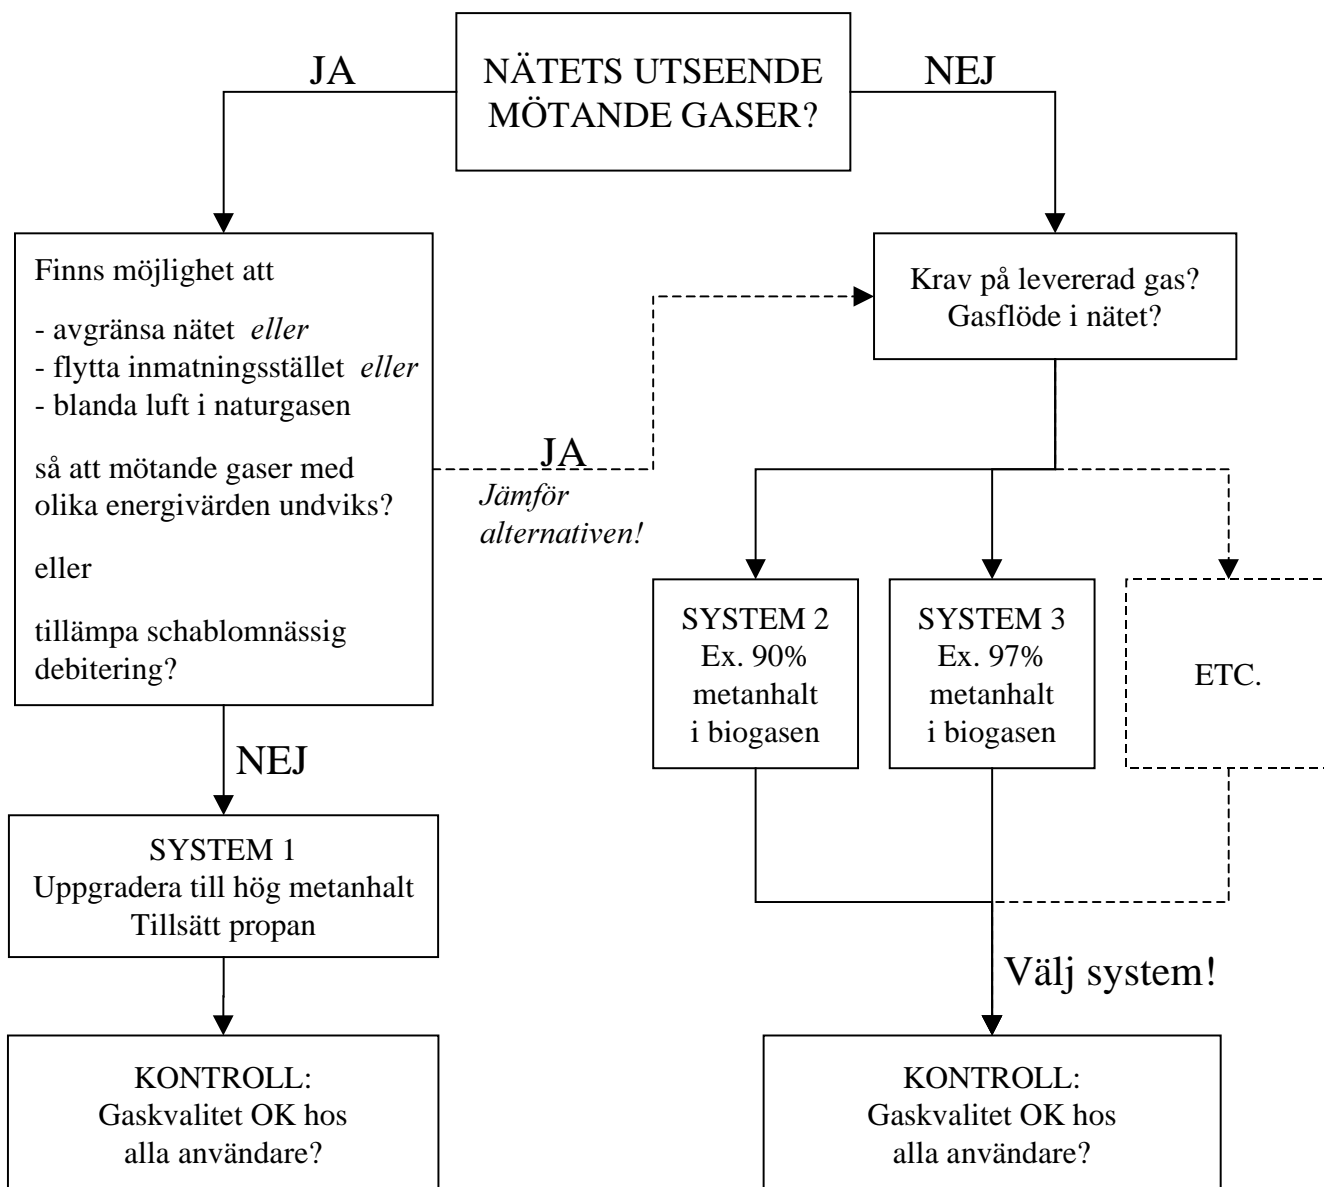 NÄTETS UTSEENDE
MÖTANDE GASER?
JA
NEJ
Finns möjlighet att
- avgränsa nätet eller
- flytta inmatningsstället eller
- blanda luft i naturgasen
så att mötande gaser med
olika energivärden undviks?
eller
tillämpa schablomnässig
debitering?
JA
Jämför
alternativen!
Krav på levererad gas?
Gasflöde i nätet?
SYSTEM 2
Ex. 90%
metanhalt
i biogasen
SYSTEM 3
Ex. 97%
metanhalt
i biogasen
ETC.
NEJ
SYSTEM 1
Uppgradera till hög metanhalt
Tillsätt propan
Välj system!
KONTROLL:
Gaskvalitet OK hos
alla användare?
KONTROLL:
Gaskvalitet OK hos
alla användare?